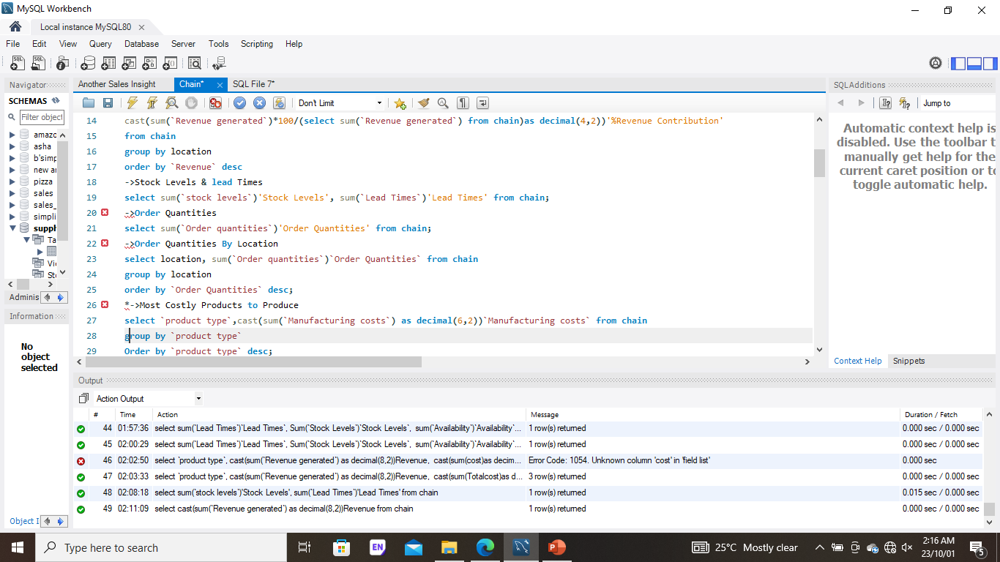 MySQL Workbench
Local instance MySQL80
File Edit View Query Database Server Tools Scripting Help
Navigator
SCHEMAS
Filter object
amazo
asha
b'simp
new ar
pizza
sales
sales_
simpli
suppl
Ta
Vi
St
Adminis
Information
No
object
selected
Object I
Another Sales Insight Chain* SQL File 7*
Don't Limit
14 cast(sum(`Revenue generated`)*100/(select sum(`Revenue generated`) from chain)as decimal(4,2))'%Revenue Contribution'
15 from chain
16 group by location
17 order by `Revenue` desc
18 ->Stock Levels & lead Times
19 select sum(`stock levels`)'Stock Levels', sum(`Lead Times`)'Lead Times' from chain;
20 ->Order Quantities
21 select sum(`Order quantities`)'Order Quantities' from chain;
22 ->Order Quantities By Location
23 select location, sum(`Order quantities`)`Order Quantities` from chain
24 group by location
25 order by `Order Quantities` desc;
26 *->Most Costly Products to Produce
27 select `product type`,cast(sum(`Manufacturing costs`) as decimal(6,2))`Manufacturing costs` from chain
28 group by `product type`
29 Order by `product type` desc;
SQLAdditions
Jump to
Automatic context help is
disabled. Use the toolbar t
manually get help for the
current caret position or to
toggle automatic help.
Context Help Snippets
Output
Action Output
# Time Action Message Duration / Fetch
44 01:57:36 select sum(`Lead Times`)`Lead Times`, Sum(`Stock Levels`)`Stock Levels`, sum(`Availability`)`Availability`... 1 row(s) returned 0.000 sec / 0.000 sec
45 02:00:29 select sum(`Lead Times`)`Lead Times`, Sum(`Stock Levels`)`Stock Levels`, sum(`Availability`)`Availability`... 1 row(s) returned 0.000 sec / 0.000 sec
46 02:02:50 select `product type`, cast(sum(`Revenue generated`) as decimal(8,2))Revenue, cast(sum(cost)as decim... Error Code: 1054. Unknown column 'cost' in 'field list' 0.000 sec
47 02:03:33 select `product type`, cast(sum(`Revenue generated`) as decimal(8,2))Revenue, cast(sum(Totalcost)as d... 3 row(s) returned 0.000 sec / 0.000 sec
48 02:08:18 select sum(`stock levels`)'Stock Levels', sum(`Lead Times`)'Lead Times' from chain 1 row(s) returned 0.015 sec / 0.000 sec
49 02:11:09 select cast(sum(`Revenue generated`) as decimal(8,2))Revenue from chain 1 row(s) returned 0.000 sec / 0.000 sec
Type here to search
EN
25°C Mostly clear
2:16 AM
23/10/01
5